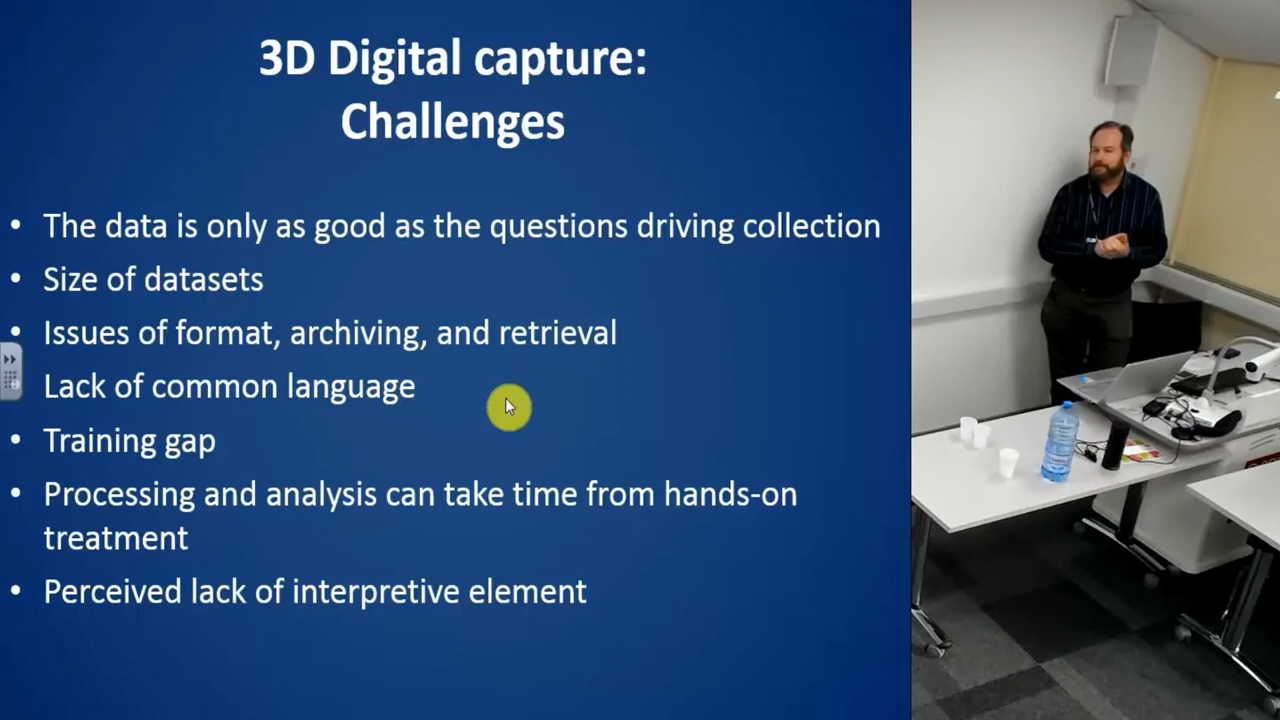 3D Digital capture:
Challenges
• The data is only as good as the questions driving collection
• Size of datasets
• Issues of format, archiving, and retrieval
Lack of common language
• Training gap
• Processing and analysis can take time from hands-on
treatment
• Perceived lack of interpretive element